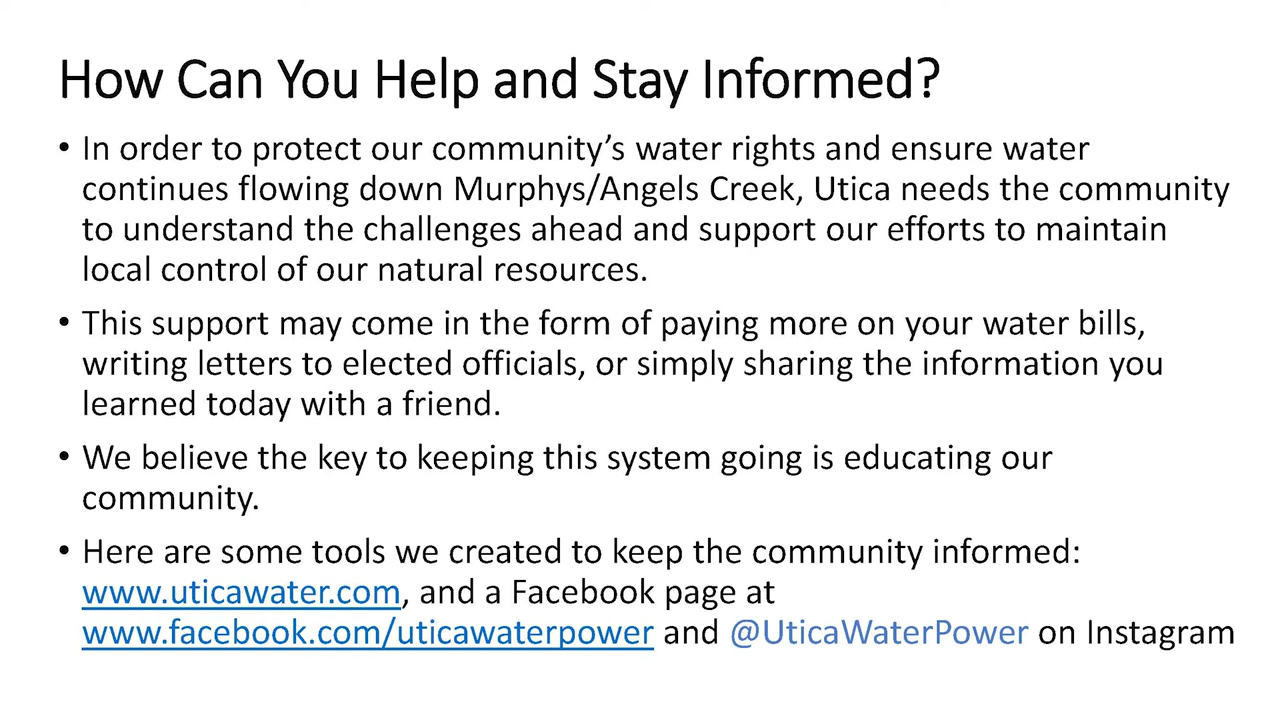 How Can You Help and Stay Informed?
• In order to protect our community’s water rights and ensure water
continues flowing down Murphys/Angels Creek, Utica needs the community
to understand the challenges ahead and support our efforts to maintain
local control of our natural resources.
• This support may come in the form of paying more on your water bills,
writing letters to elected officials, or simply sharing the information you
learned today with a friend.
• We believe the key to keeping this system going is educating our
community.
• Here are some tools we created to keep the community informed:
www.uticawater.com, and a Facebook page at
www.facebook.com/uticawaterpower and @UticaWaterPower on Instagram